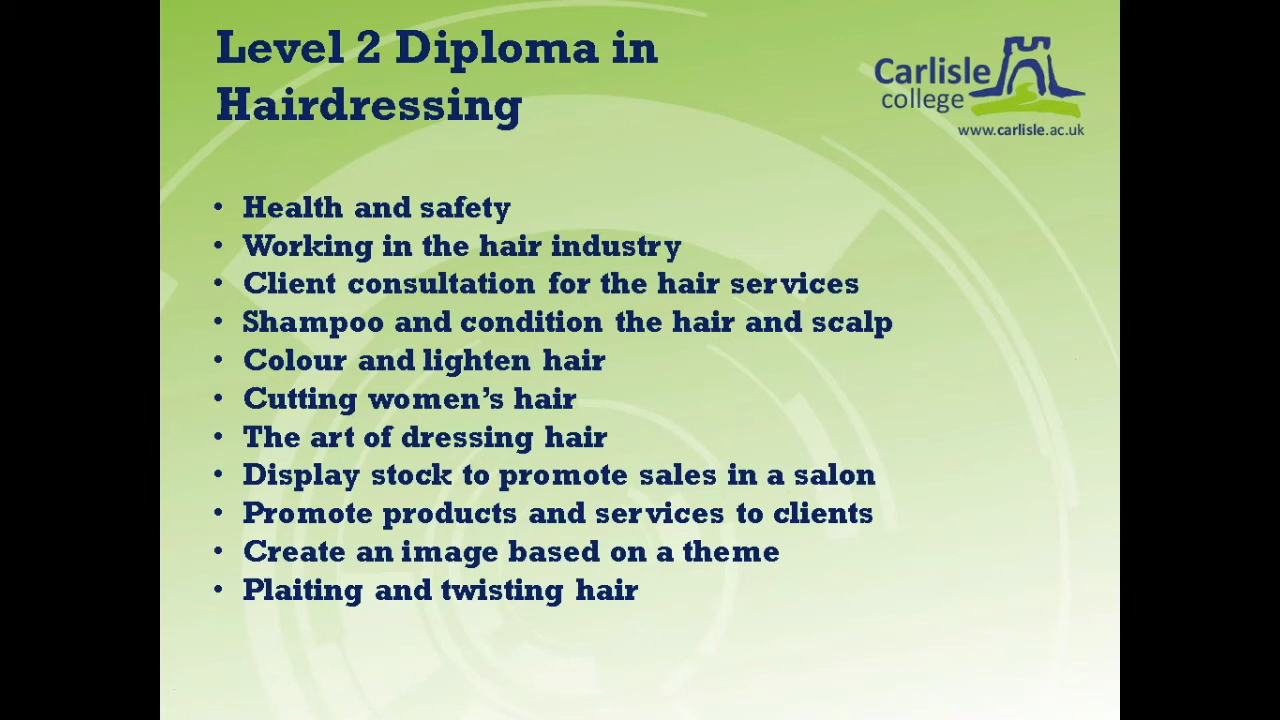 Level 2 Diploma in
Hairdressing
Carlisle
college
www.carlisle.ac.uk
• Health and safety
• Working in the hair industry
• Client consultation for the hair services
• Shampoo and condition the hair and scalp
• Colour and lighten hair
• Cutting women’s hair
• The art of dressing hair
• Display stock to promote sales in a salon
• Promote products and services to clients
• Create an image based on a theme
• Plaiting and twisting hair